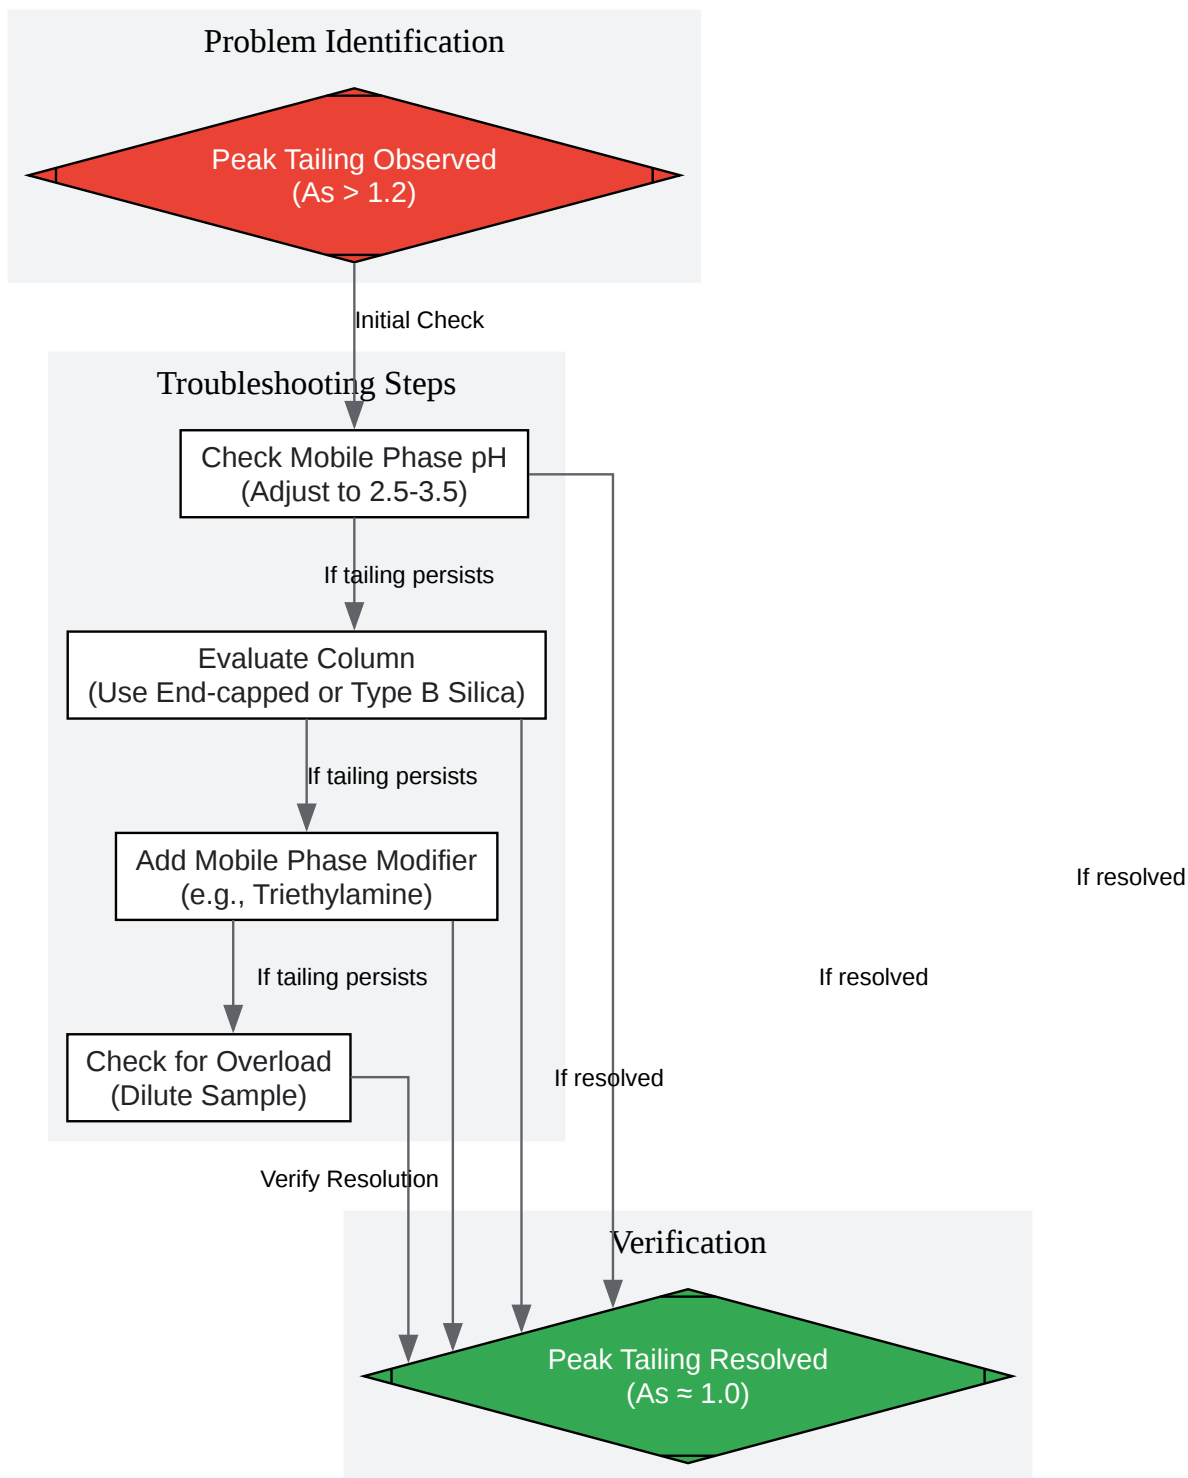 Problem Identification
Peak Tailing Observed
(As > 1.2)
Initial Check
Troubleshooting Steps
Check Mobile Phase pH
(Adjust to 2.5-3.5)
If tailing persists
Evaluate Column
(Use End-capped or Type B Silica)
If tailing persists
Add Mobile Phase Modifier
(e.g., Triethylamine)
If resolved
If tailing persists
If resolved
Check for Overload
(Dilute Sample)
If resolved
Verify Resolution
Verification
Peak Tailing Resolved
(As ≈ 1.0)